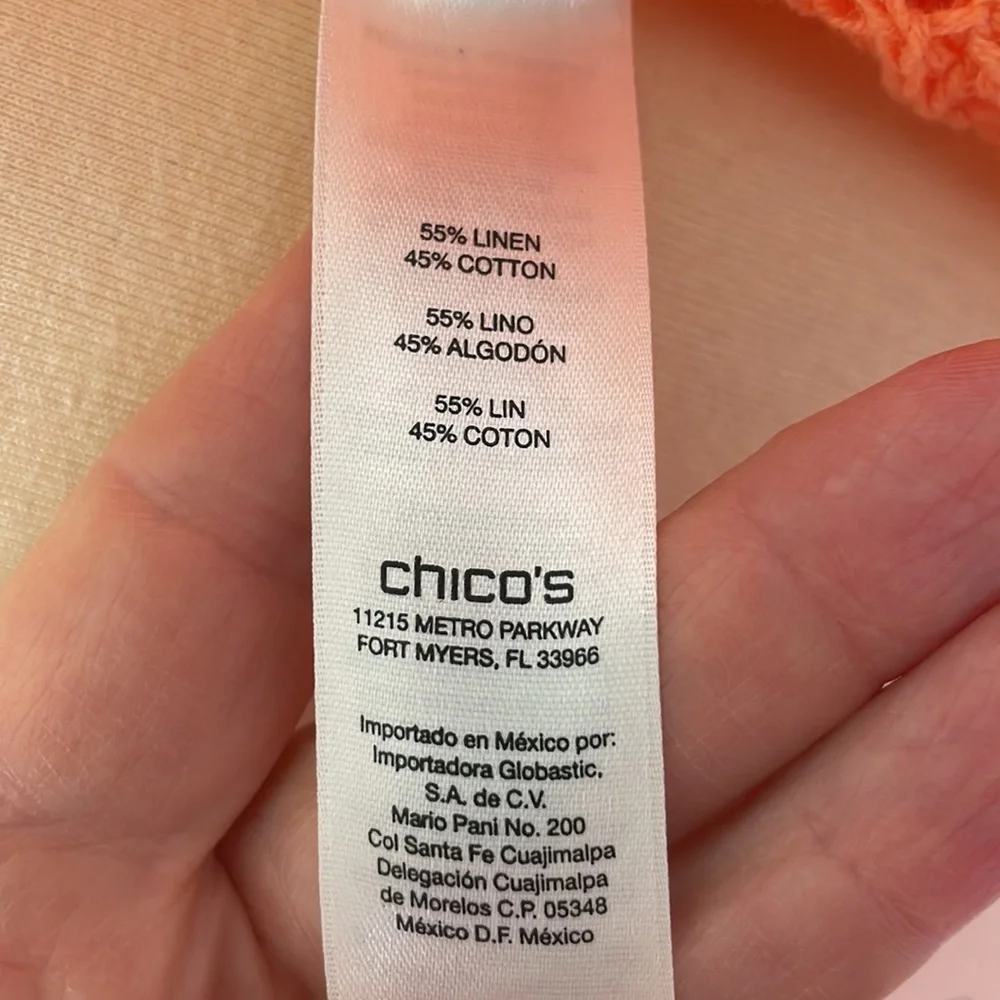 55% LINEN
45% COTTON
55% LINO
45% ALGODÓN
55% LIN
45% COTON
chico's
11215 METRO PARKWAY
FORT MYERS, FL 33966
Importado en México por:
Importadora Globastic,
S.A. de C.V.
Mario Pani No. 200
Col Santa Fe Cuajimalpa
Delegación Cuajimalpa
de Morelos C.P. 05348
México D.F. México